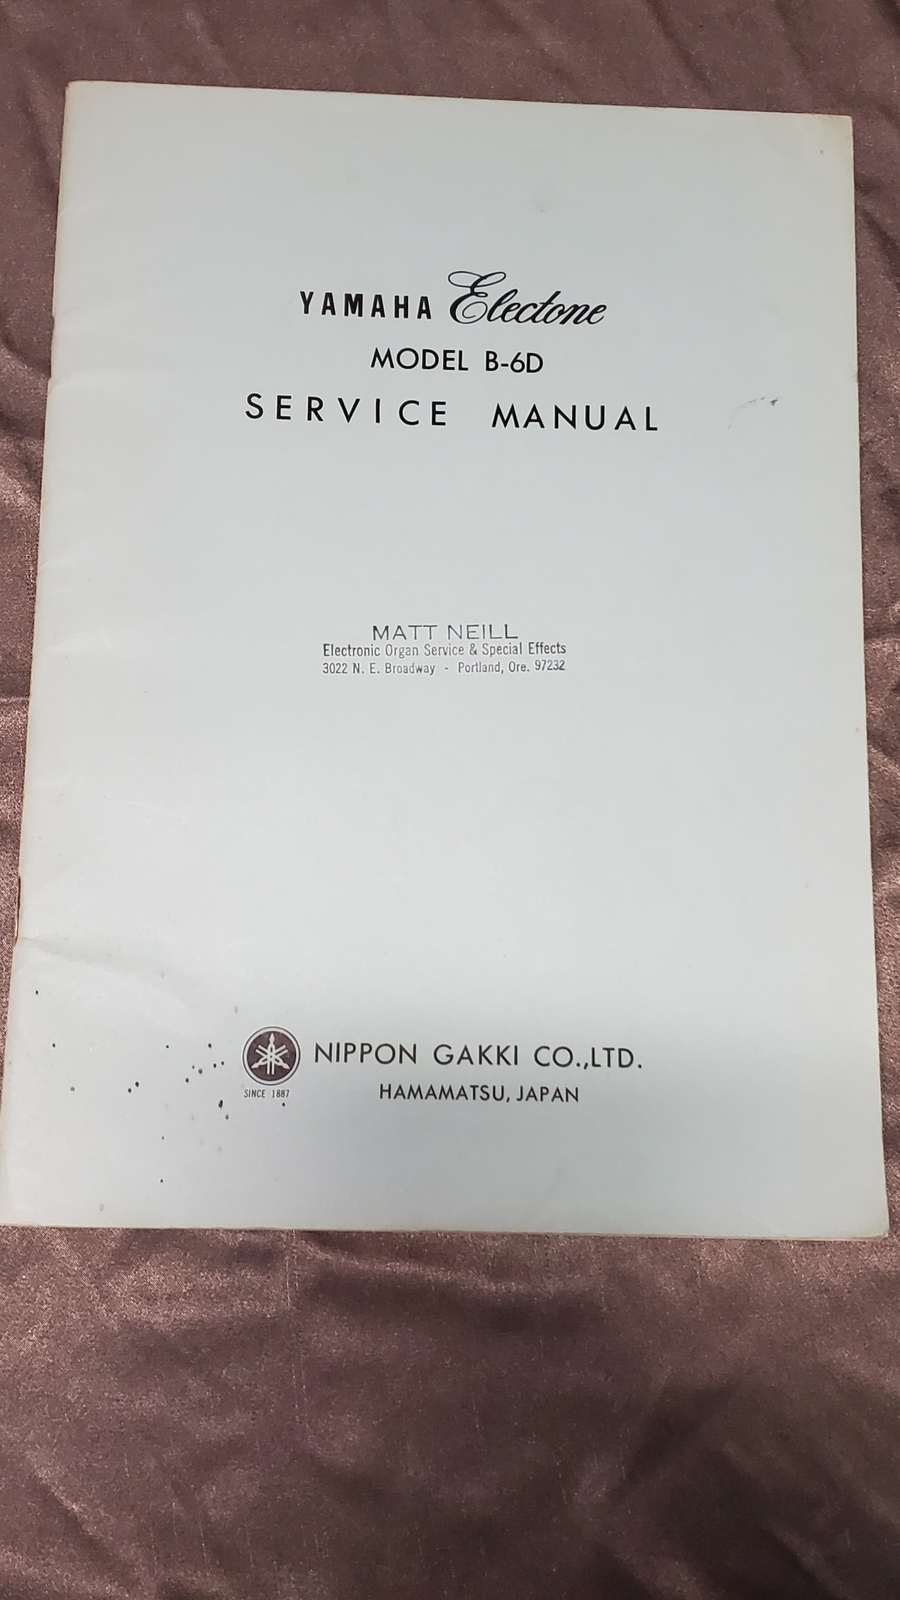 YAMAHA Electone
MODEL B-6D
SERVICE MANUAL
MATT NEILL
Electronic Organ Service & Special Effects
3022 N. E. Broadway - Portland, Ore. 97232
NIPPON GAKKI CO.,LTD.
SINCE 1887
HAMAMATSU, JAPAN